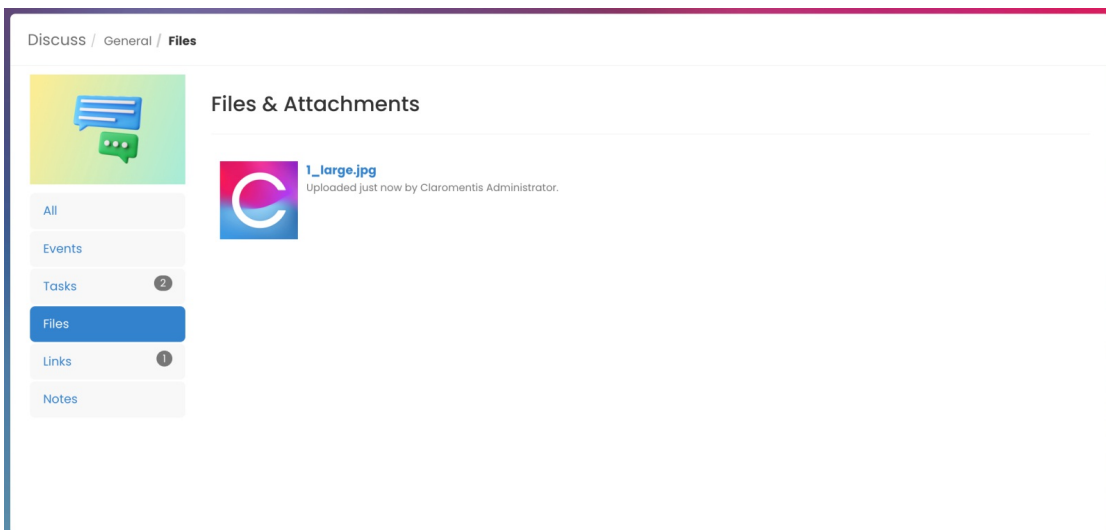 Discuss / General / Files
Files & Attachments
1_large.jpg
Uploaded just now by Claromentis Administrator.
All
Events
Tasks 2
Files
Links 1
Notes